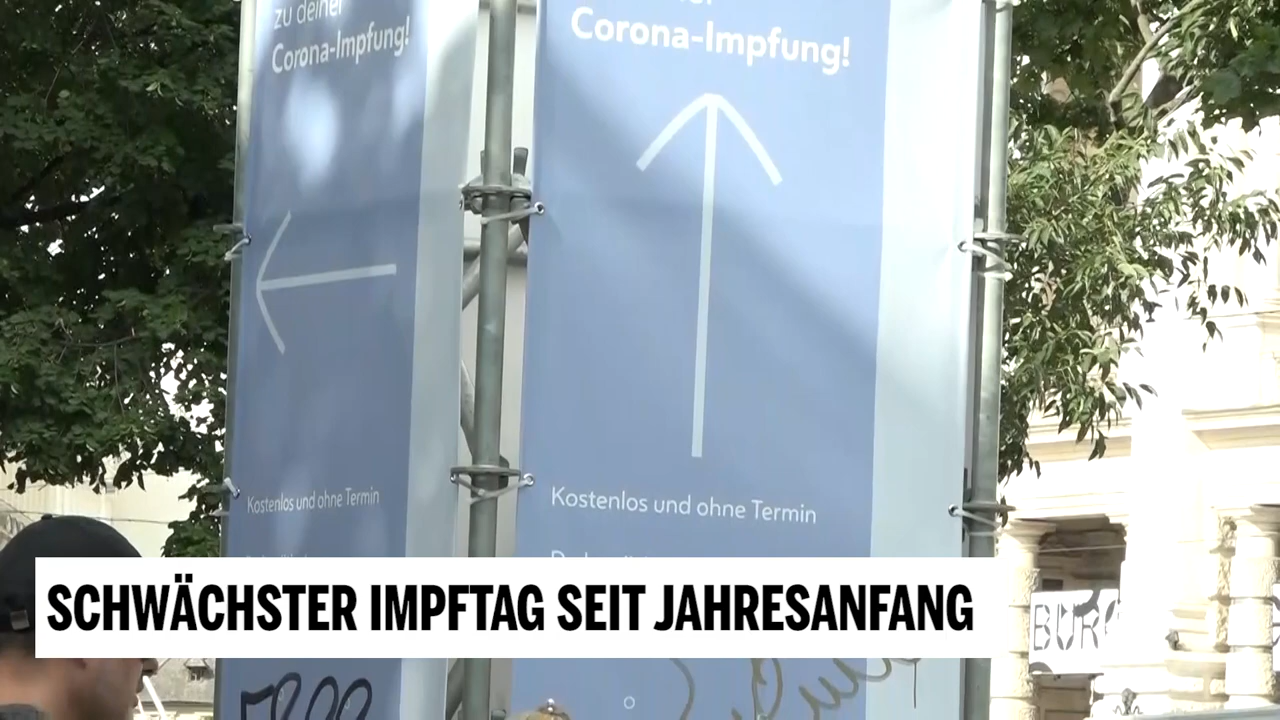 zu deiner
Corona-Impfung!
Kostenlos und ohne Termin
Corona-Impfung!
Kostenlos und ohne Termin
SCHWÄCHSTER IMPFTAG SEIT JAHRESANFANG